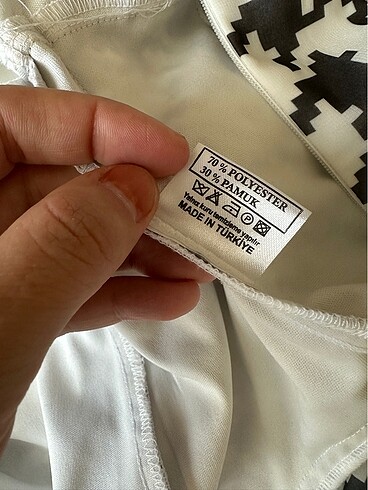 70 % POLYESTER
30 % PAMUK
P
Yalnız kuru temizleme yapılır
MADE IN TÜRKİYE